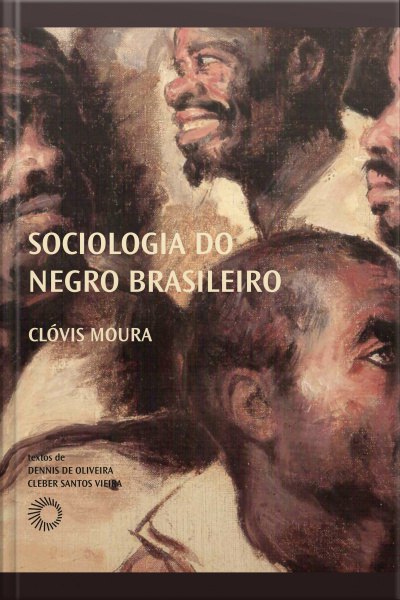 SOCIOLOGIA DO
NEGRO BRASILEIRO
CLÓVIS MOURA
textos de
DENNIS DE OLIVEIRA
CLEBER SANTOS VIEIRA